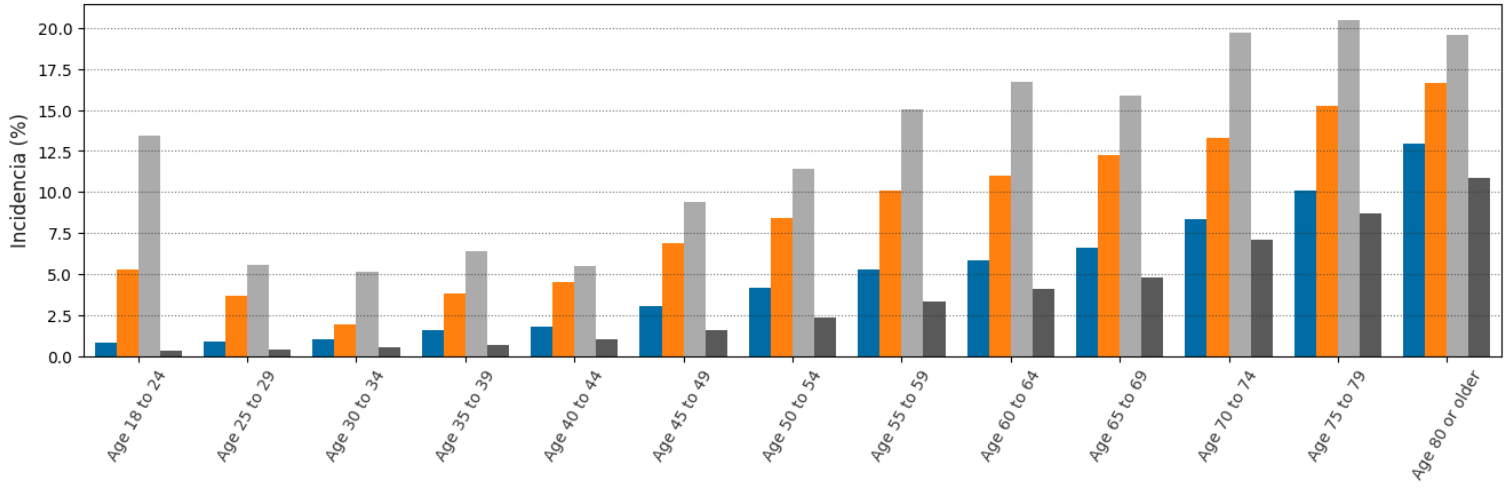 Incidencia (%)
20.0
17.5
15.0
12.5
10.0
7.5
5.0
2.5
0.0
Age 18 to 24
Age 25 to 29
Age 30 to 34
Age 35 to 39
Age 40 to 44
Age 45 to 49
Age 50 to 54
Age 55 to 59
Age 60 to 64
Age 65 to 69
Age 70 to 74
Age 75 to 79
Age 80 or older